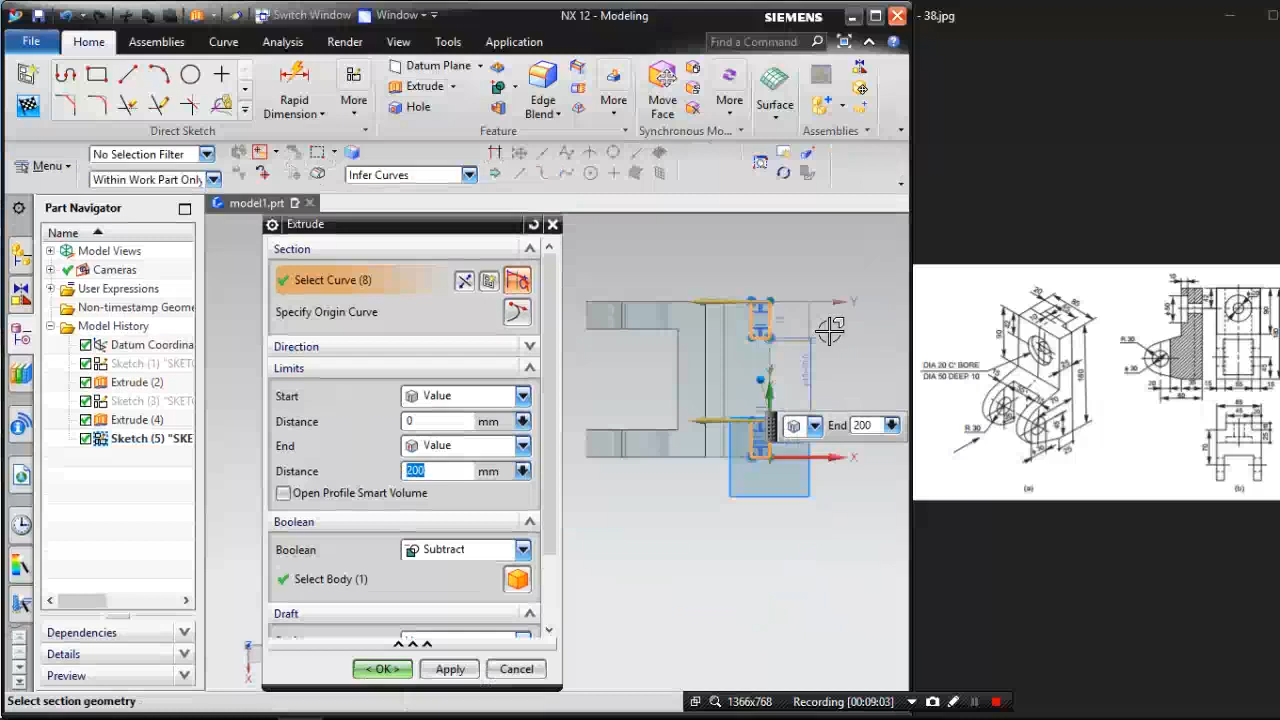 Switch Window Window NX 12 - Modeling SIEMENS - 38.jpg
File Home Assemblies Curve Analysis Render View Tools Application Find a Command
Datum Plane
Extrude
Hole
Rapid
Dimension
More
Edge
Blend
More
Move
Face
More
Surface
Direct Sketch Feature Synchronous Mo... Assemblies
Menu No Selection Filter
Within Work Part Only Infer Curves
Part Navigator
model1.prt
Name
Model Views
Cameras
User Expressions
Non-timestamp Geome
Model History
Datum Coordina
Sketch (1) "SKET
Extrude (2)
Sketch (3) "SKET
Extrude (4)
Sketch (5) "SKE
Dependencies
Details
Preview
Extrude
Section
Select Curve (8)
Specify Origin Curve
Direction
Limits
Start Value
Distance 0 mm
End Value
Distance 200 mm
Open Profile Smart Volume
Boolean
Boolean Subtract
Select Body (1)
Draft
< OK > Apply Cancel
Y
Y
End 200
X
X
DIA 20 C' BORE
DIA 50 DEEP. 10
R 30
R 30
(a) (b)
Select section geometry
1366x768 Recording [00:09:03]